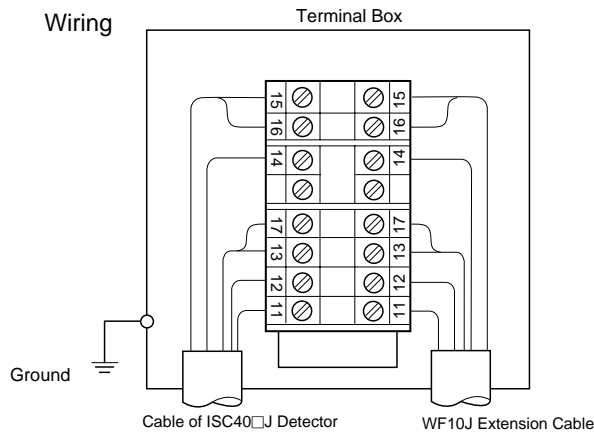 Wiring
Terminal Box
15 15
16 16
14 14
17 17
13 13
12 12
11 11
Ground
Cable of ISC40□J Detector
WF10J Extension Cable